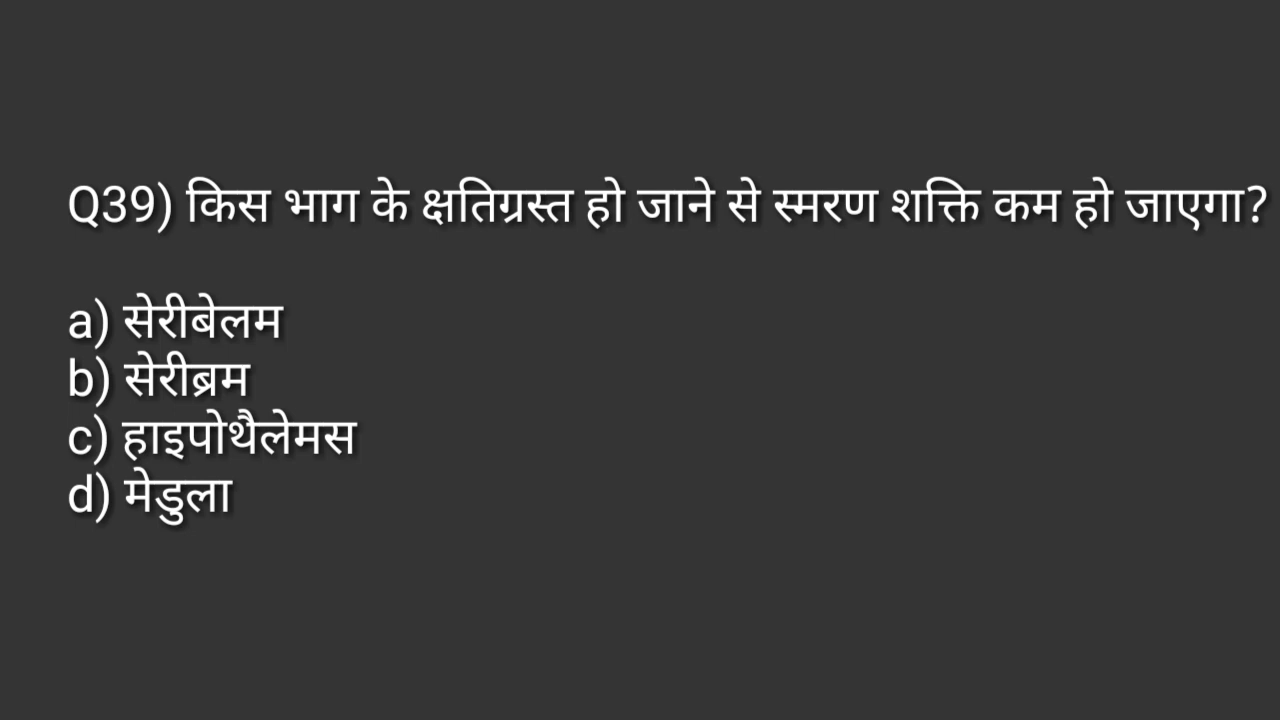 Q39) किस भाग के क्षतिग्रस्त हो जाने से स्मरण शक्ति कम हो जाएगा?
a) सेरीबेलम
b) सेरीब्रम
c) हाइपोथैलेमस
d) मेडुला